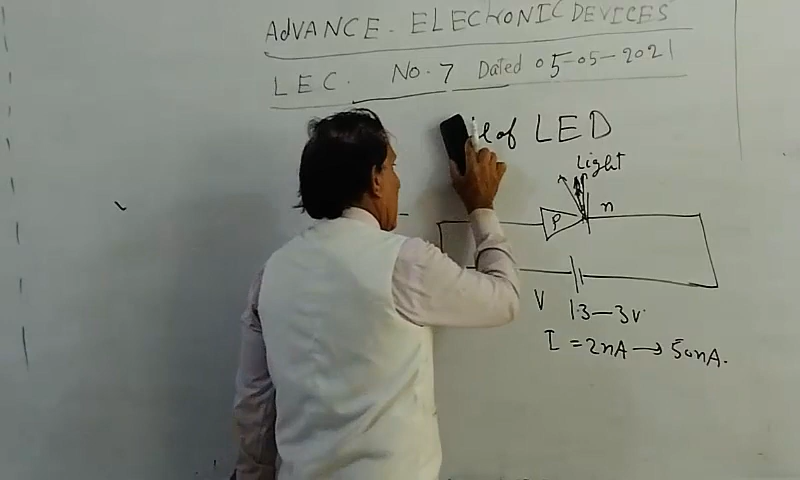 AdVANCE. ELECtrONIC DEVICES
LEC. No. 7 Dated 05-05-2021
of LED
Light
P
n
V 1.3—3V.
I = 2nA → 50nA.